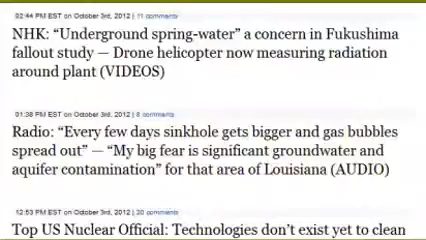 02:44 PM EST on October 3rd, 2012 | 11 comments
NHK: “Underground spring-water” a concern in Fukushima
fallout study — Drone helicopter now measuring radiation
around plant (VIDEOS)
01:38 PM EST on October 3rd, 2012 | 8 comments
Radio: “Every few days sinkhole gets bigger and gas bubbles
spread out” — “My big fear is significant groundwater and
aquifer contamination” for that area of Louisiana (AUDIO)
12:53 PM EST on October 3rd, 2012 | 20 comments
Top US Nuclear Official: Technologies don’t exist yet to clean